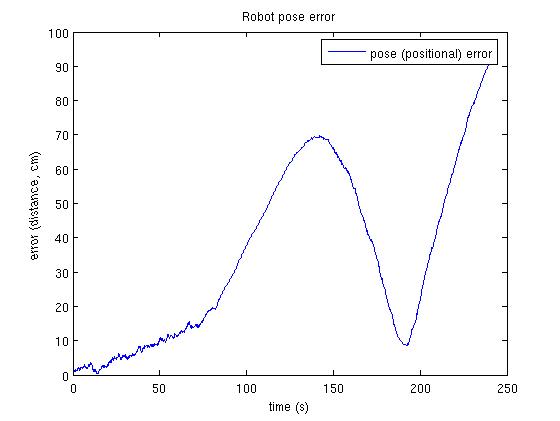 Robot pose error
pose (positional) error
100
90
80
70
60
50
40
30
20
10
0
error (distance, cm)
0 50 100 150 200 250
time (s)